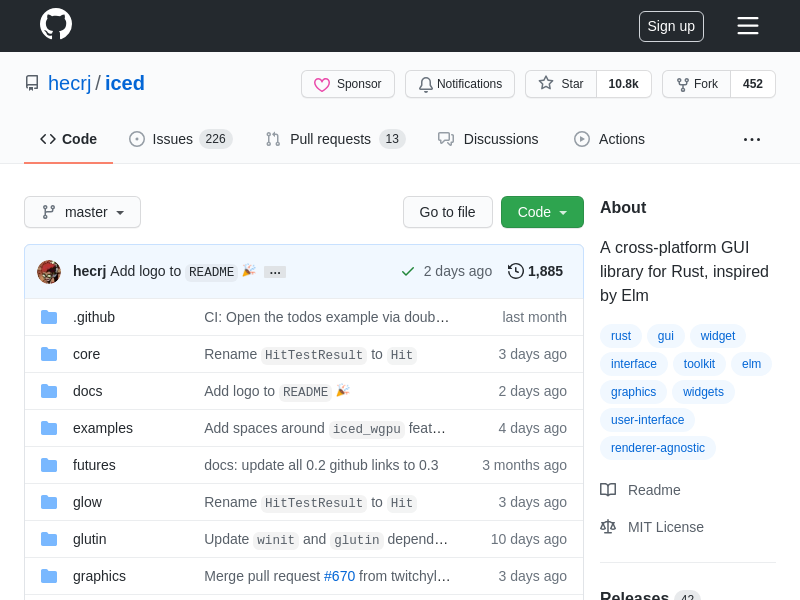 Sign up
hecrj / iced
Sponsor
Notifications
Star 10.8k
Fork 452
Code
Issues 226
Pull requests 13
Discussions
Actions
master
Go to file
Code
hecrj Add logo to README 🎉 ... 2 days ago 1,885
.github CI: Open the todos example via doub… last month
core Rename HitTestResult to Hit 3 days ago
docs Add logo to README 🎉 2 days ago
examples Add spaces around iced_wgpu feat… 4 days ago
futures docs: update all 0.2 github links to 0.3 3 months ago
glow Rename HitTestResult to Hit 3 days ago
glutin Update winit and glutin depend… 10 days ago
graphics Merge pull request #670 from twitchyl… 3 days ago
About
A cross-platform GUI
library for Rust, inspired
by Elm
rust gui widget
interface toolkit elm
graphics widgets
user-interface
renderer-agnostic
Readme
MIT License
Releases 42